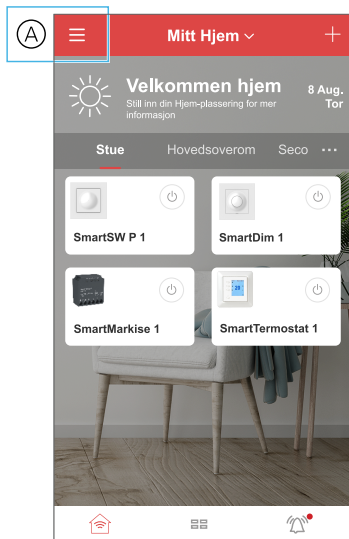 A
Mitt Hjem
Velkommen hjem
Still inn din Hjem-plassering for mer
informasjon
8 Aug.
Tor
Stue Hovedsoverom Seco ...
SmartSW P 1 SmartDim 1
20
SmartMarkise 1 SmartTermostat 1